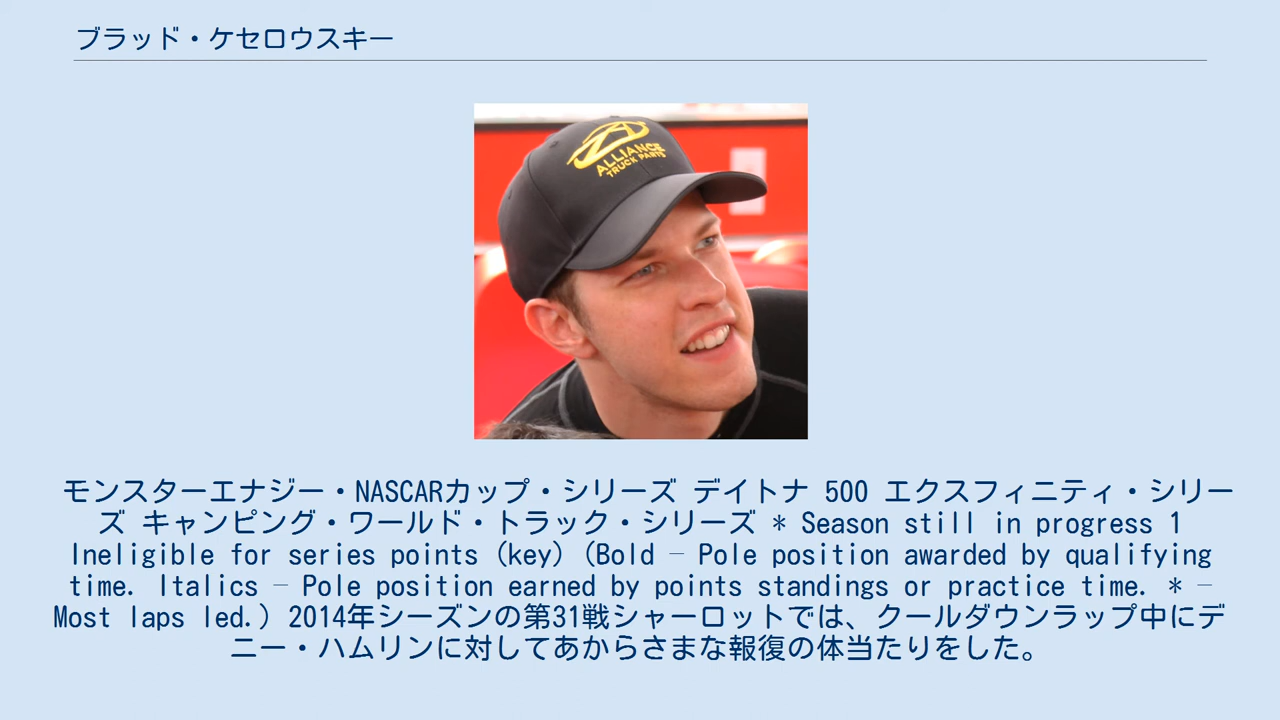 ブラッド・ケセロウスキー
ALLIANCE
TRUCK PARTS
モンスターエナジー・NASCARカップ・シリーズ デイトナ 500 エクスフィニティ・シリー
ズ キャンピング・ワールド・トラック・シリーズ * Season still in progress 1
Ineligible for series points (key) (Bold – Pole position awarded by qualifying
time. Italics – Pole position earned by points standings or practice time. * –
Most laps led.) 2014年シーズンの第31戦シャーロットでは、クールダウンラップ中にデ
ニー・ハムリンに対してあからさまな報復の体当たりをした。